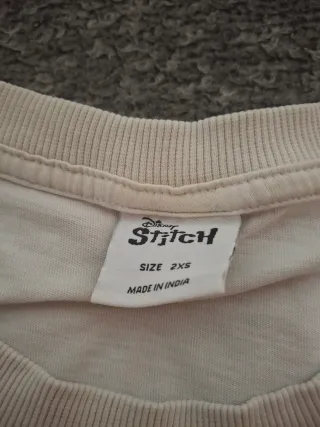 Disney
STITCH
SIZE 2XS
MADE IN INDIA